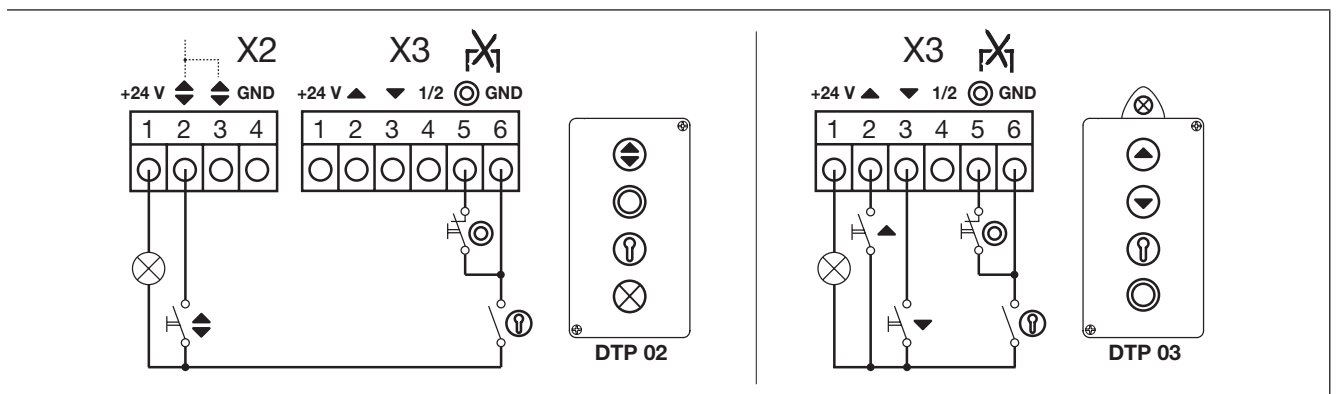 X2 X3 X3
+24 V GND +24 V 1/2 GND +24 V 1/2 GND
1 2 3 4 1 2 3 4 5 6 1 2 3 4 5 6
DTP 02 DTP 03